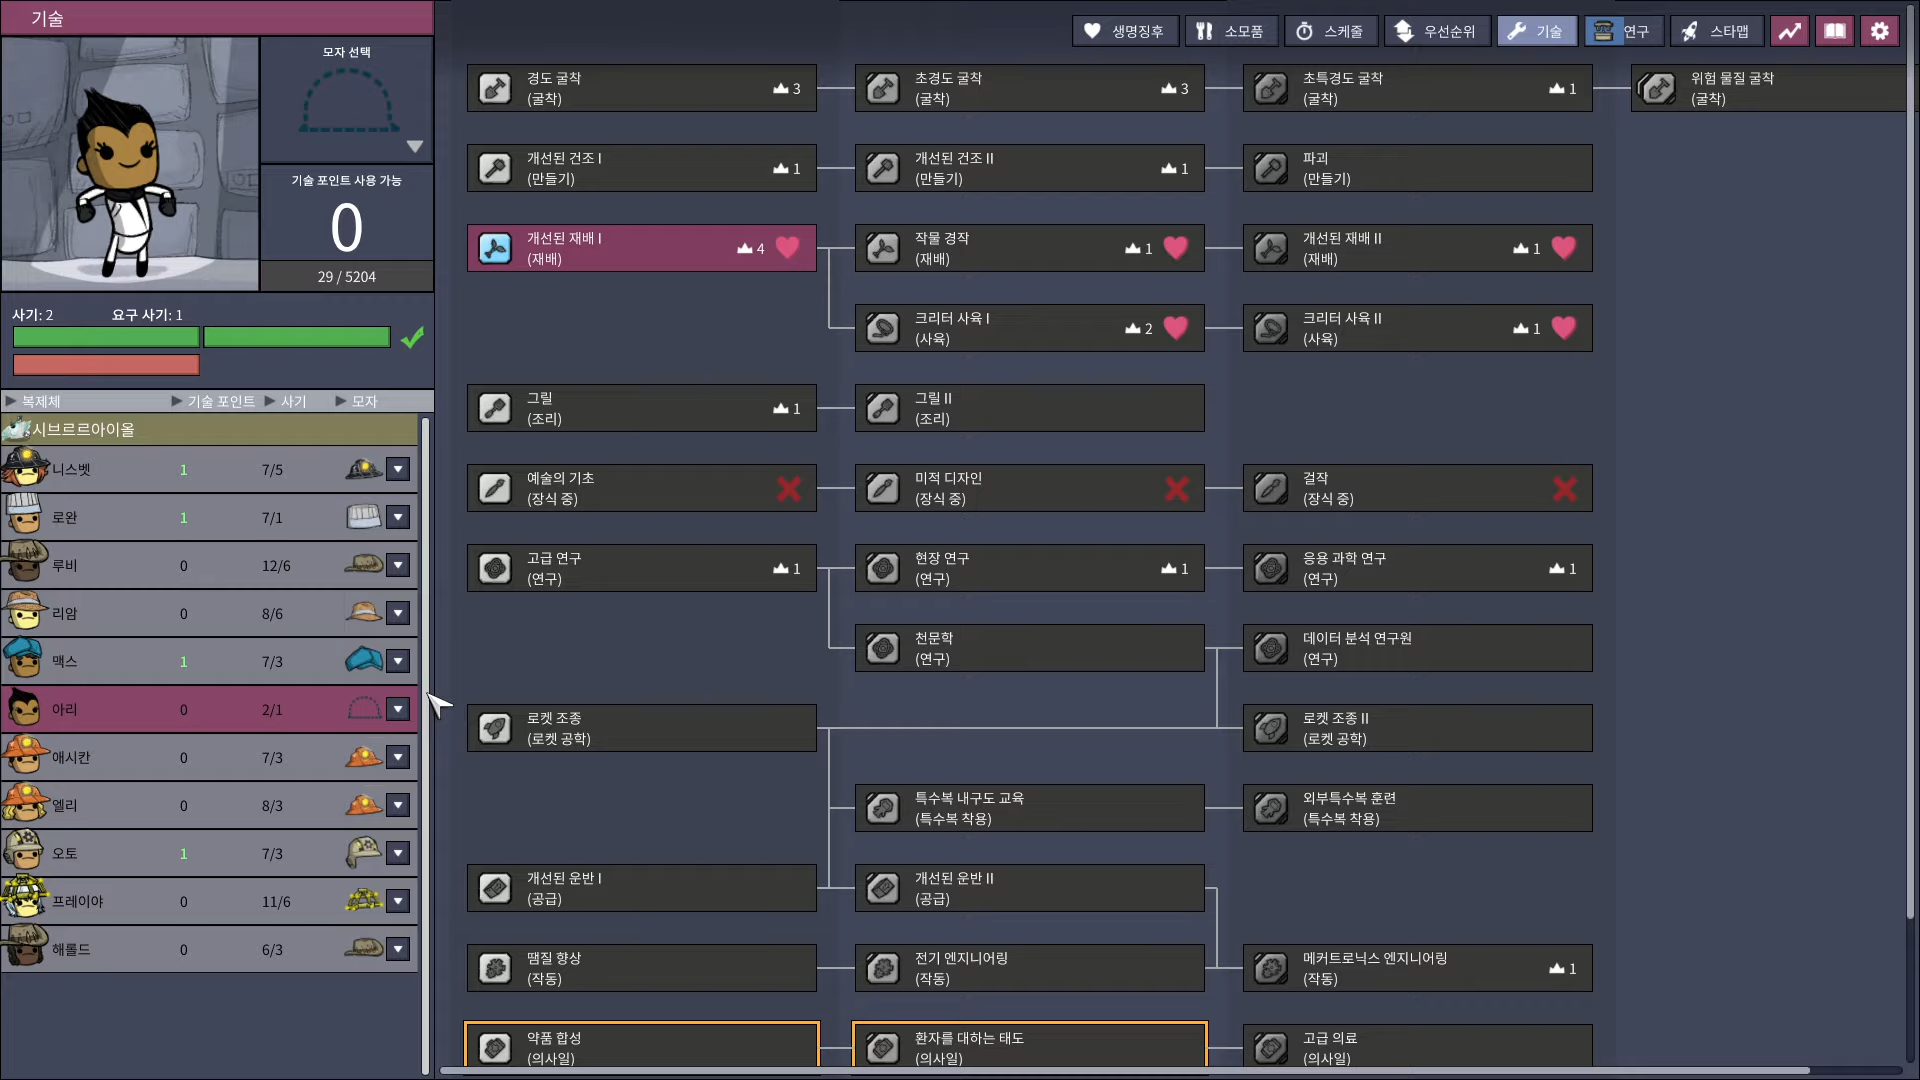 기술
생명징후
소모품
스케줄
우선순위
기술
연구
스타맵
모자 선택
기술 포인트 사용 가능
0
29 / 5204
사기: 2
요구 사기: 1
복제체
기술 포인트
사기
모자
시브르르아이올
니스벳 1 7/5
로완 1 7/1
루비 0 12/6
리암 0 8/6
맥스 1 7/3
아리 0 2/1
애시칸 0 7/3
엘리 0 8/3
오토 1 7/3
프레이야 0 11/6
해롤드 0 6/3
경도 굴착 3
(굴착)
초경도 굴착 3
(굴착)
초특경도 굴착 1
(굴착)
위험 물질 굴착
(굴착)
개선된 건조 I 1
(만들기)
개선된 건조 II 1
(만들기)
파괴
(만들기)
개선된 재배 I 4
(재배)
작물 경작 1
(재배)
개선된 재배 II 1
(재배)
크리터 사육 I 2
(사육)
크리터 사육 II 1
(사육)
그릴 1
(조리)
그릴 II
(조리)
예술의 기초
(장식 중)
미적 디자인
(장식 중)
걸작
(장식 중)
고급 연구 1
(연구)
현장 연구 1
(연구)
응용 과학 연구 1
(연구)
천문학
(연구)
데이터 분석 연구원
(연구)
로켓 조종
(로켓 공학)
로켓 조종 II
(로켓 공학)
특수복 내구도 교육
(특수복 착용)
외부특수복 훈련
(특수복 착용)
개선된 운반 I
(공급)
개선된 운반 II
(공급)
땜질 향상
(작동)
전기 엔지니어링
(작동)
메커트로닉스 엔지니어링 1
(작동)
약품 합성
(의사일)
환자를 대하는 태도
(의사일)
고급 의료
(의사일)